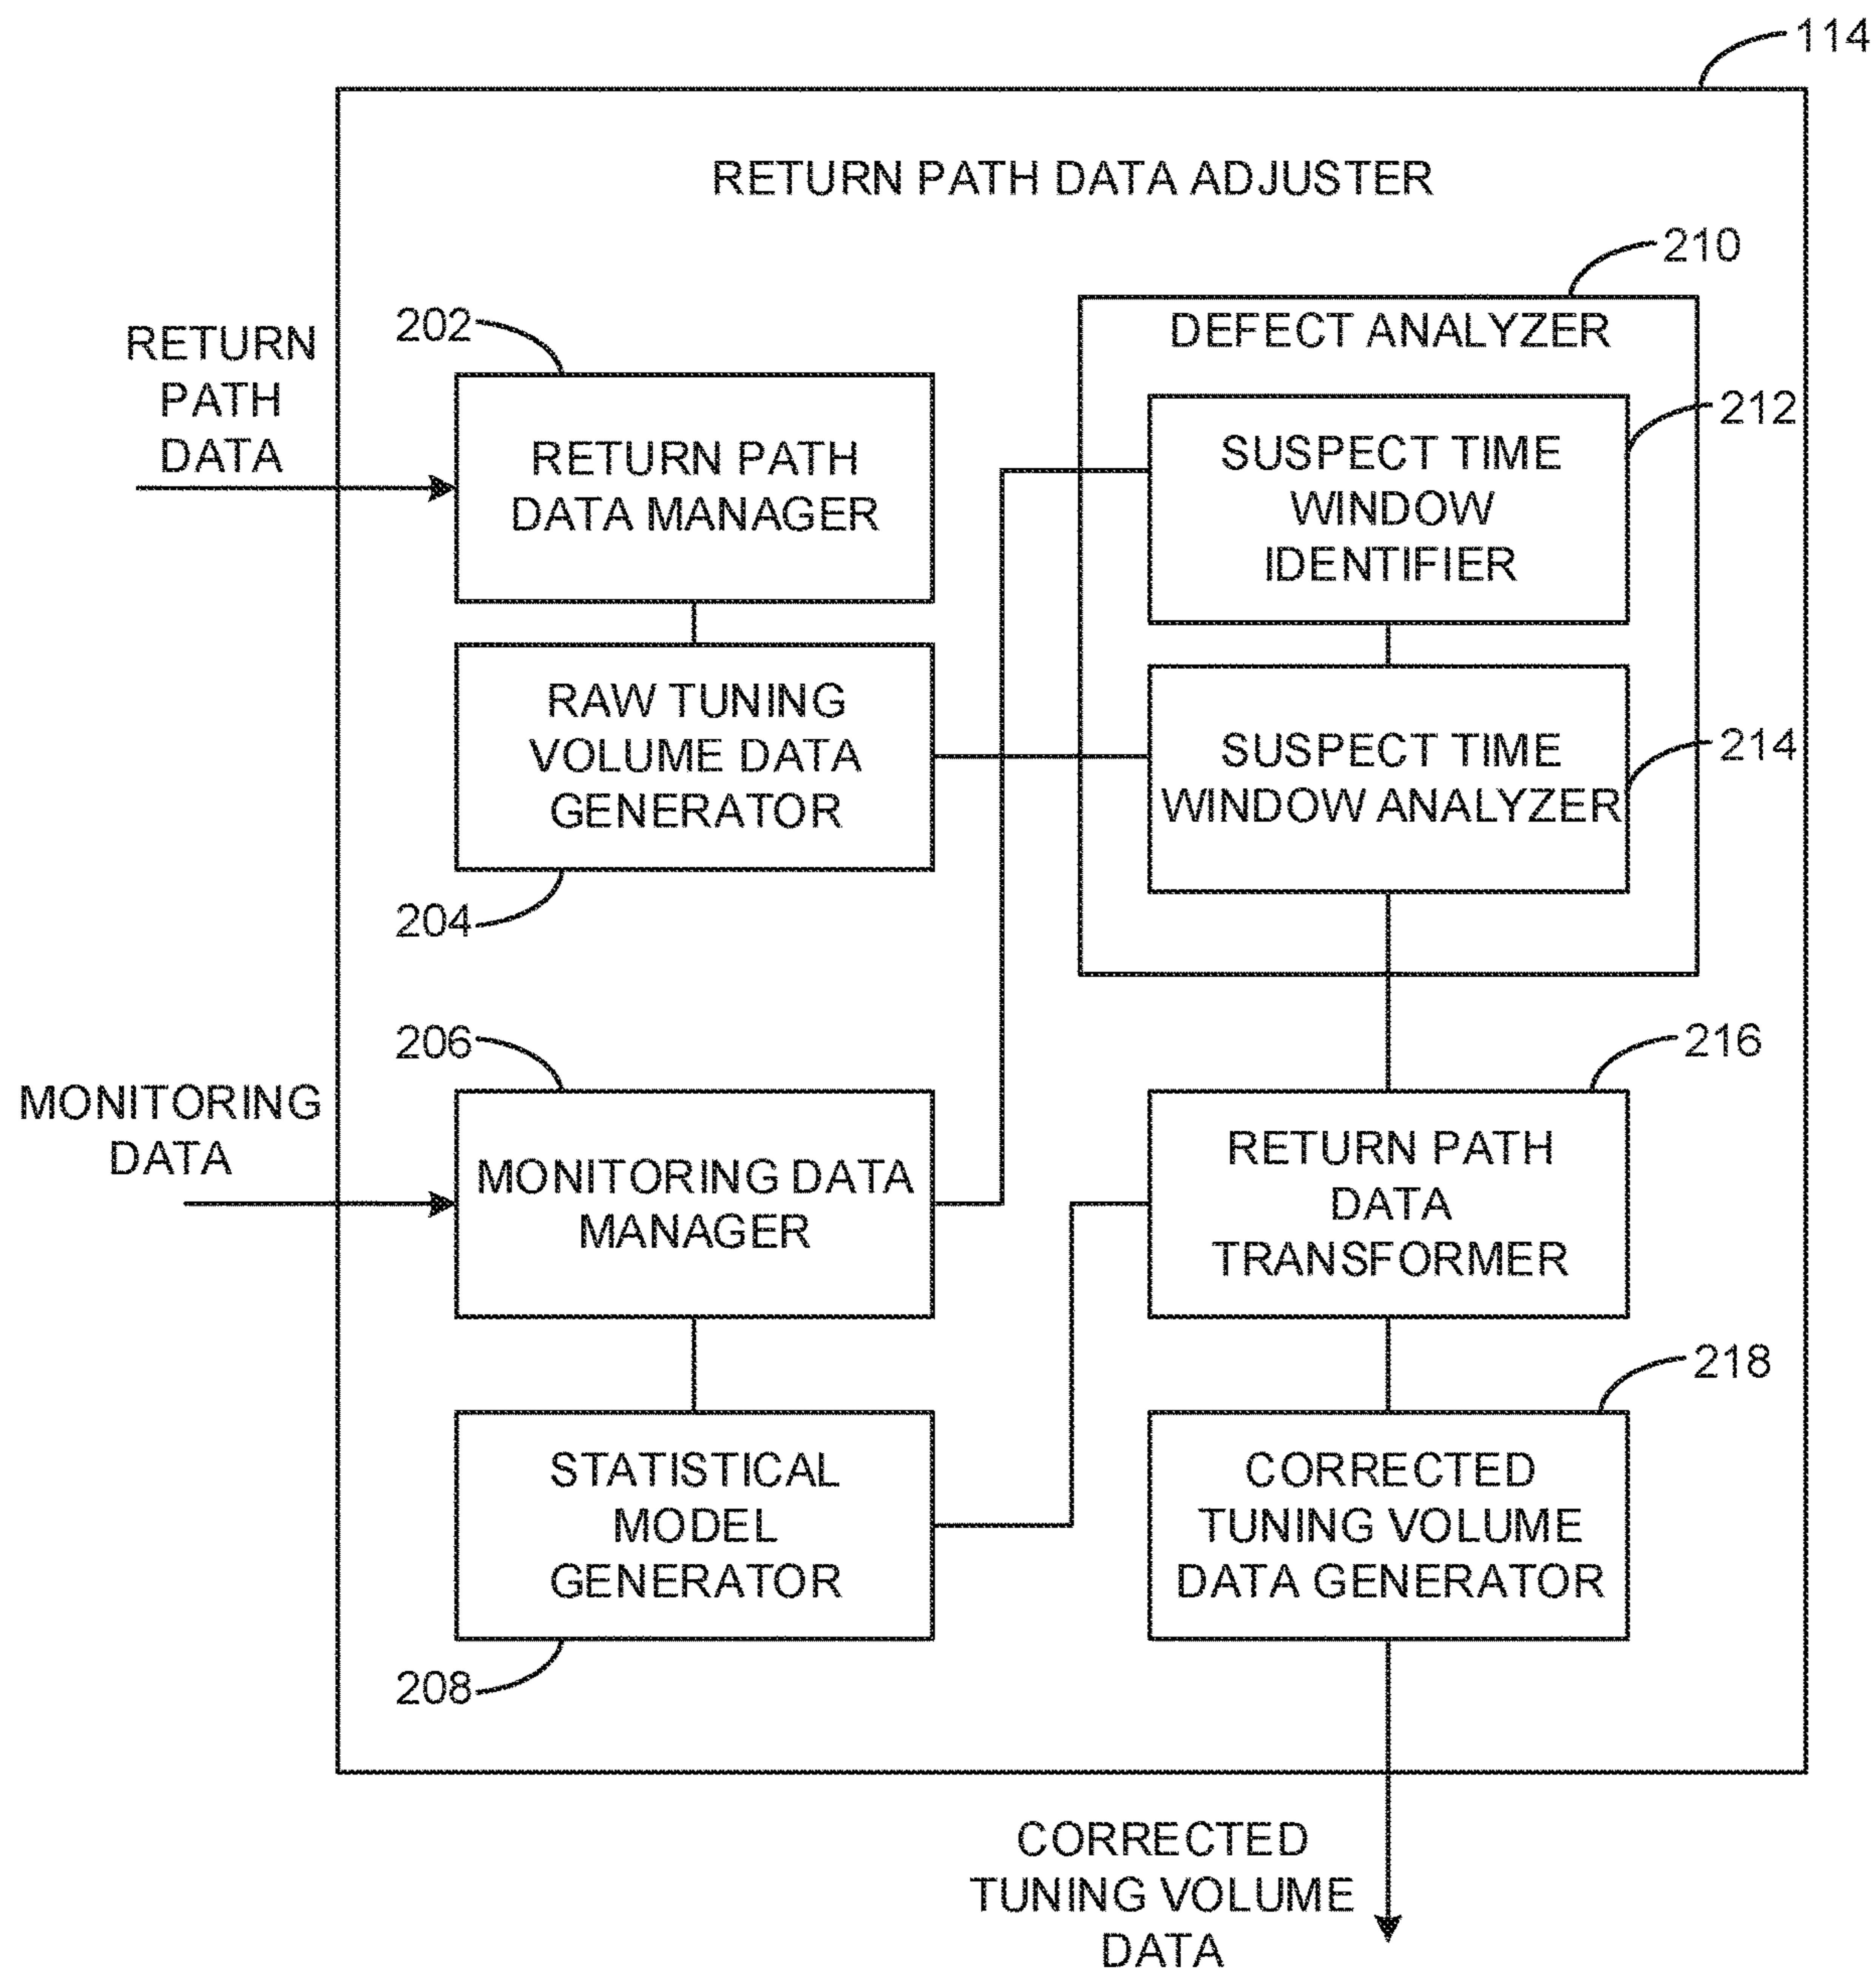 114
RETURN PATH DATA ADJUSTER
210
DEFECT ANALYZER
RETURN
PATH
DATA
202
RETURN PATH
DATA MANAGER
212
SUSPECT TIME
WINDOW
IDENTIFIER
RAW TUNING
VOLUME DATA
GENERATOR
204
214
SUSPECT TIME
WINDOW ANALYZER
MONITORING
DATA
206
MONITORING DATA
MANAGER
216
RETURN PATH
DATA
TRANSFORMER
STATISTICAL
MODEL
GENERATOR
208
218
CORRECTED
TUNING VOLUME
DATA GENERATOR
CORRECTED
TUNING VOLUME
DATA